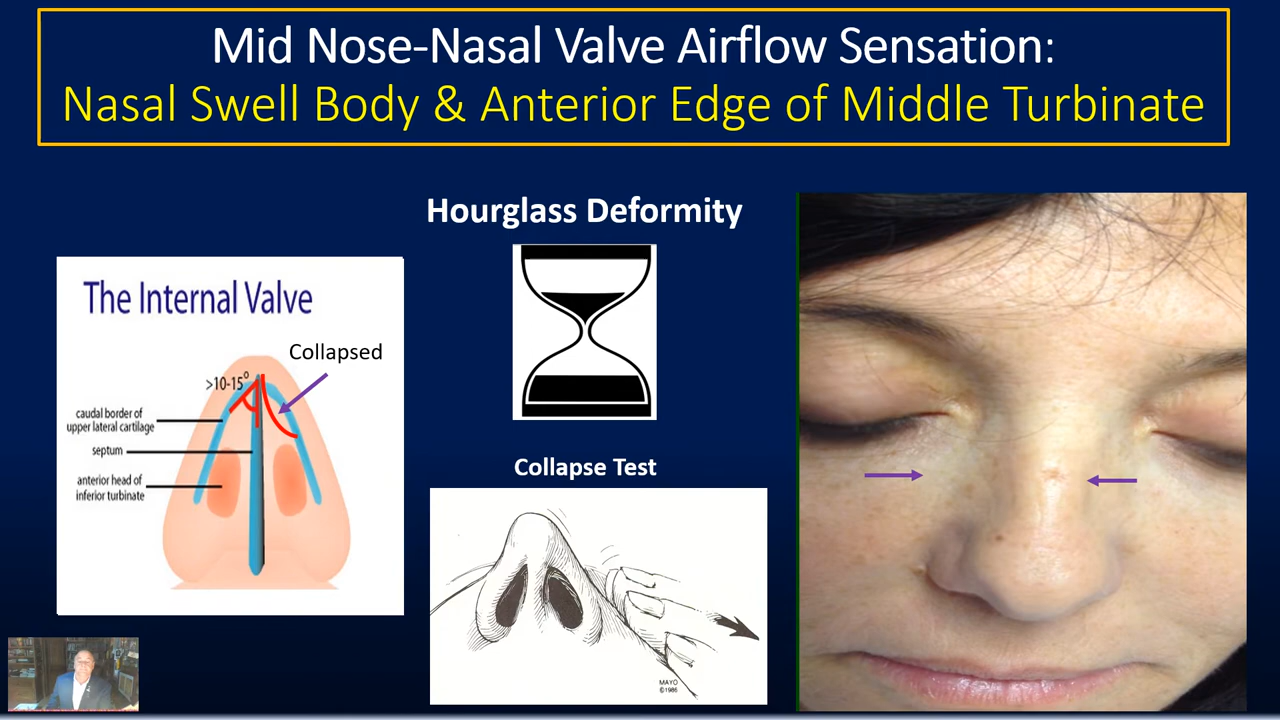 Mid Nose-Nasal Valve Airflow Sensation:
Nasal Swell Body & Anterior Edge of Middle Turbinate
Hourglass Deformity
The Internal Valve
Collapsed
>10-15°
caudal border of
upper lateral cartilage
septum
anterior head of
inferior turbinate
Collapse Test
MAYO
©1986